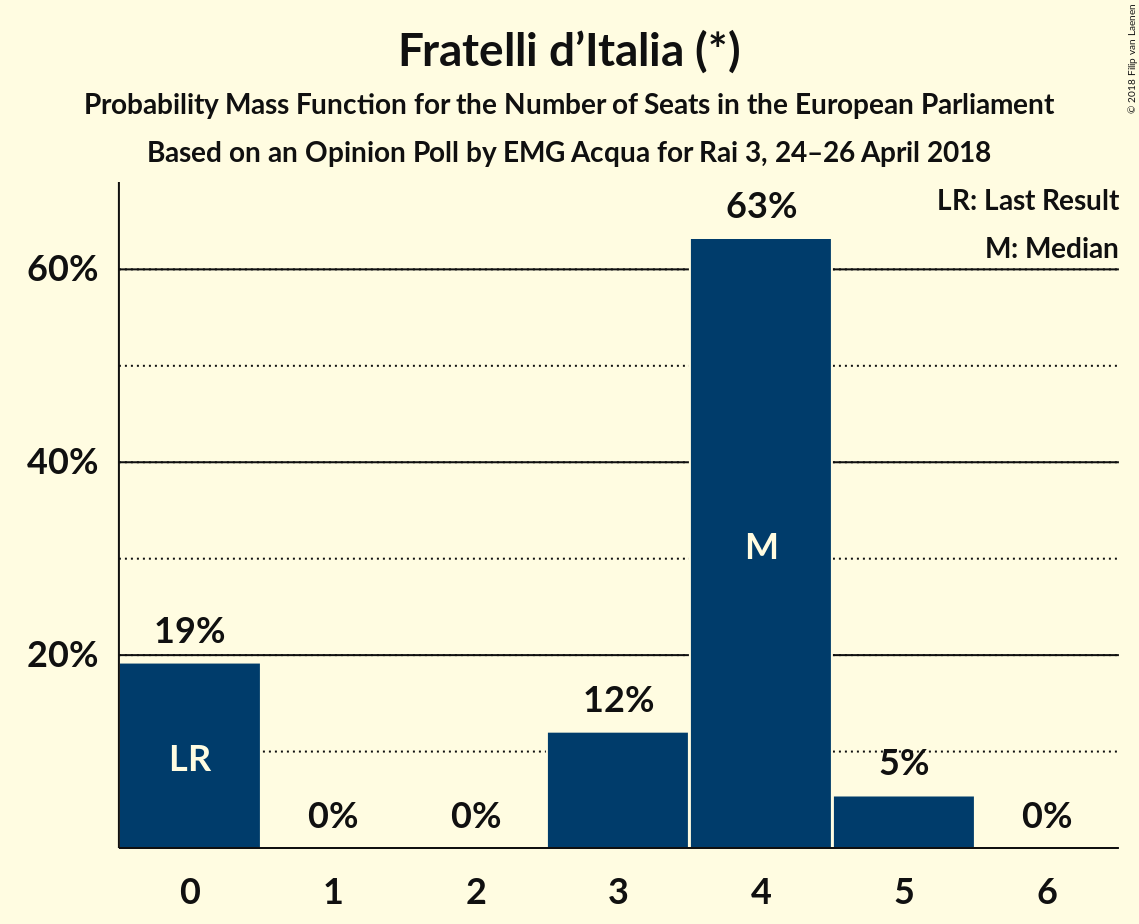 Fratelli d’Italia (*)
Probability Mass Function for the Number of Seats in the European Parliament
Based on an Opinion Poll by EMG Acqua for Rai 3, 24–26 April 2018
© 2018 Filip van Laenen
LR: Last Result
M: Median
60%
40%
20%
19%
0%
0%
12%
63%
5%
0%
LR
M
0
1
2
3
4
5
6